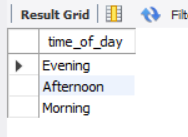 Result Grid
Filt
time_of_day
Evening
Afternoon
Morning